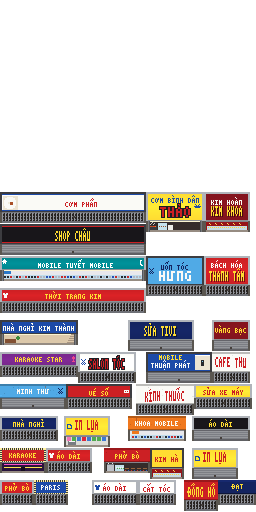 CƠM PHẦN
CƠM BÌNH DÂN
THẢO
KIM HOÀN
KIM KHOA
SHOP CHÂU
MOBILE TUYẾT MOBILE
UỐN TÓC
HƯNG
BÁCH HÓA
THANH TÂM
THỜI TRANG KIM
NHÀ NGHỈ KIM THÀNH
SỬA TIVI
VÀNG BẠC
KARAOKE STAR
SALON TÓC
MOBILE
THUẬN PHÁT
CAFE THU
MINH THƯ
VÉ SỐ
KÍNH THUỐC
SỬA XE MÁY
NHÀ NGHỈ
IN LỤA
KHOA MOBILE
ÁO DÀI
KARAOKE
ÁO DÀI
PHỞ BÒ
KIM HÀ
IN LỤA
PHỞ BÒ
PARIS
ÁO DÀI
CẮT TÓC
ĐỒNG HỒ
ĐẠT